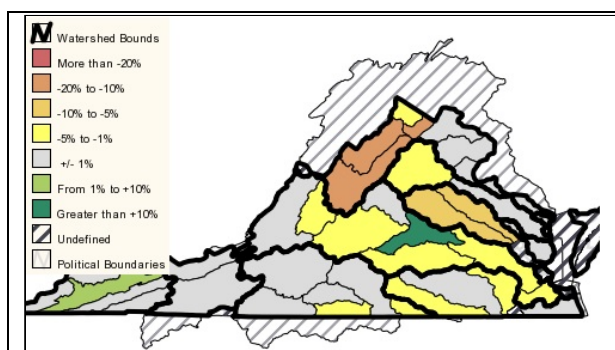 Watershed Bounds
More than -20%
-20% to -10%
-10% to -5%
-5% to -1%
+/- 1%
From 1% to +10%
Greater than +10%
Undefined
Political Boundaries